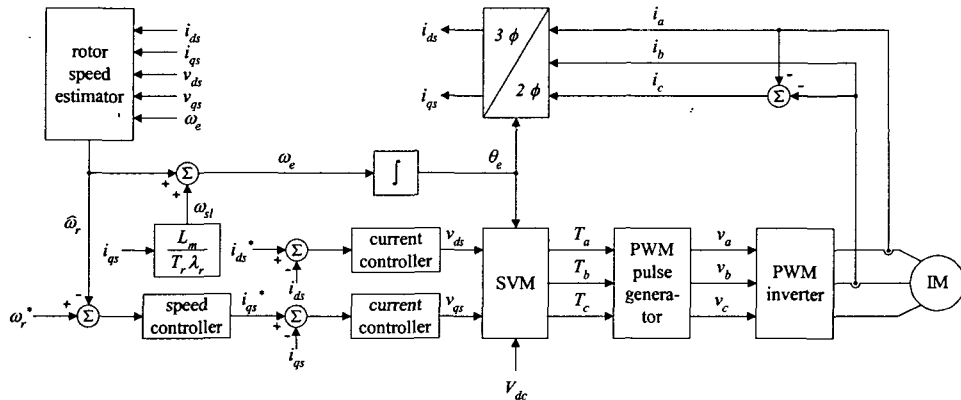 rotor
speed
estimator
i_ds
i_qs
v_ds
v_qs
ω_e
i_ds
i_qs
3 ϕ
2 ϕ
i_a
i_b
i_c
-
-
Σ
Σ
+
+
ω_e
∫
θ_e
ω̂_r
ω_sl
i_qs
L_m
T_r λ_r
i_ds*
+
Σ
-
i_ds
current
controller
v_ds
SVM
T_a
T_b
T_c
PWM
pulse
genera-
tor
v_a
v_b
v_c
PWM
inverter
IM
ω_r*
+
-
Σ
speed
controller
i_qs*
+
Σ
-
i_qs
current
controller
v_qs
V_dc